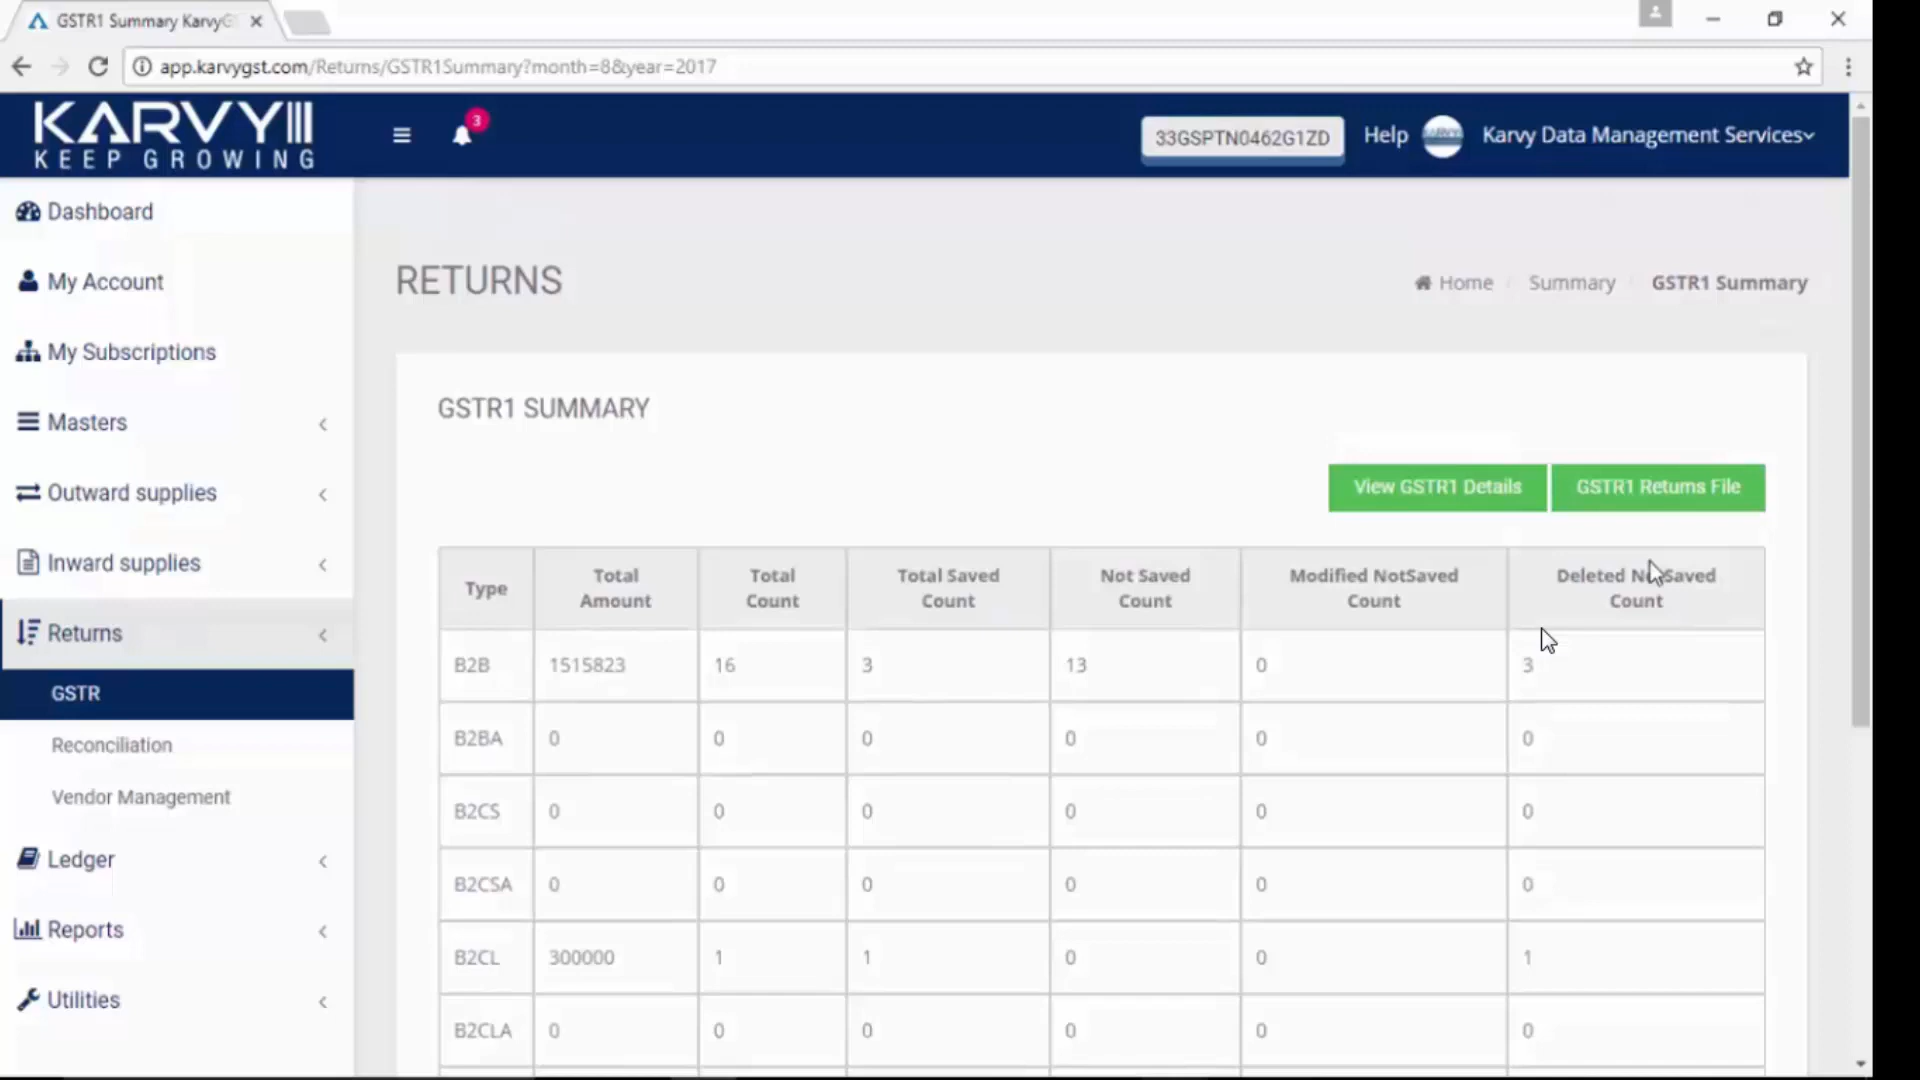 GSTR1 Summary KarvyG
app.karvygst.com/Returns/GSTR1Summary?month=8&year=2017
KARVY
KEEP GROWING
3
33GSPTN0462G1ZD
Help
Karvy Data Management Services
Dashboard
My Account
My Subscriptions
Masters
Outward supplies
Inward supplies
Returns
GSTR
Reconciliation
Vendor Management
Ledger
Reports
Utilities
RETURNS
Home / Summary / GSTR1 Summary
GSTR1 SUMMARY
View GSTR1 Details
GSTR1 Returns File
Type Total Amount Total Count Total Saved Count Not Saved Count Modified NotSaved Count Deleted NotSaved Count
B2B 1515823 16 3 13 0 3
B2BA 0 0 0 0 0 0
B2CS 0 0 0 0 0 0
B2CSA 0 0 0 0 0 0
B2CL 300000 1 1 0 0 1
B2CLA 0 0 0 0 0 0